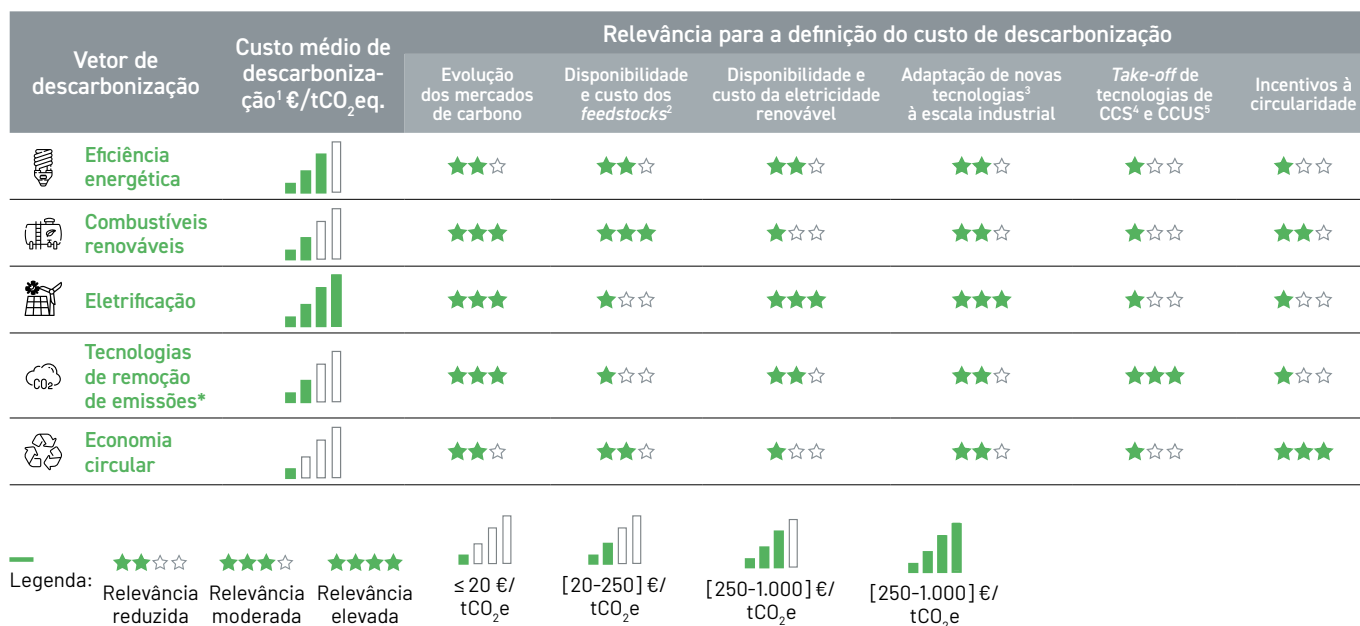 Vetor de
descarbonização
Custo médio de
descarboniza-
ção¹ €/tCO₂eq.
Relevância para a definição do custo de descarbonização
Evolução
dos mercados
de carbono
Disponibilidade
e custo dos
feedstocks²
Disponibilidade e
custo da eletricidade
renovável
Adaptação de novas
tecnologias³
à escala industrial
Take-off de
tecnologias de
CCS⁴ e CCUS⁵
Incentivos à
circularidade
Eficiência
energética
Combustíveis
renováveis
Eletrificação
CO₂
Tecnologias
de remoção
de emissões*
Economia
circular
Legenda:
Relevância
reduzida
Relevância
moderada
Relevância
elevada
≤ 20 €/
tCO₂e
[20-250] €/
tCO₂e
[250-1.000] €/
tCO₂e
[250-1.000] €/
tCO₂e